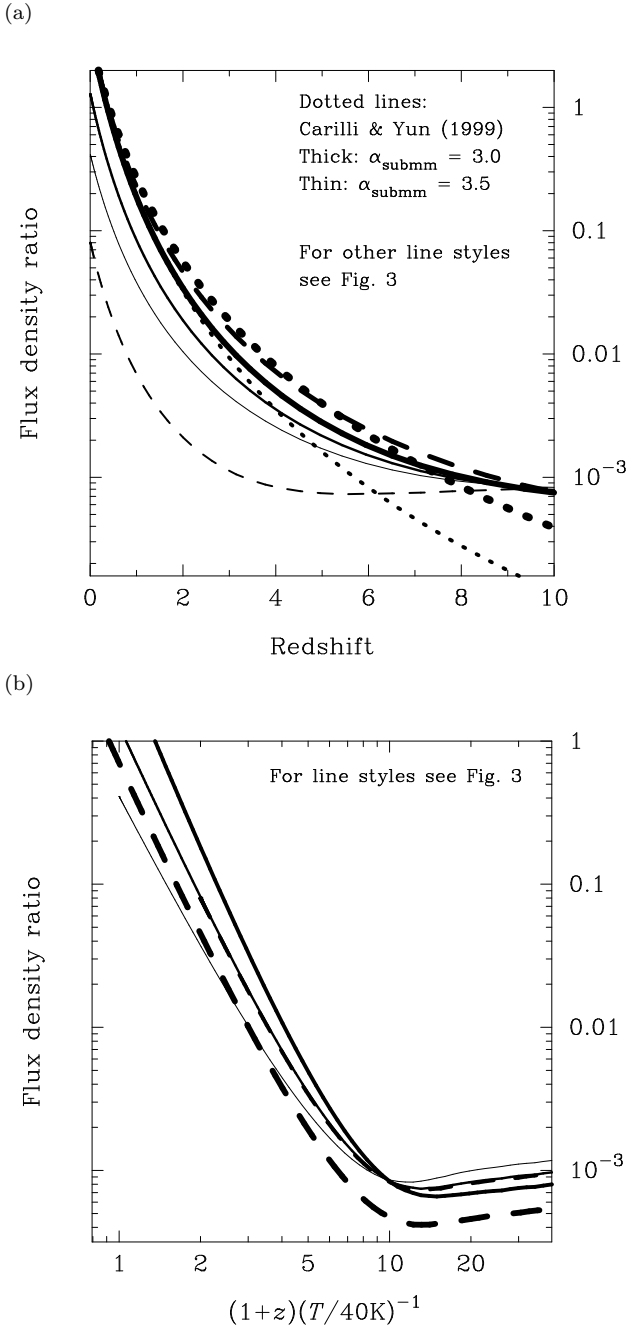 (a)
Dotted lines:
Carilli & Yun (1999)
Thick: α_submm = 3.0
Thin: α_submm = 3.5
For other line styles
see Fig. 3
Flux density ratio
1
0.1
0.01
10^−3
0 2 4 6 8 10
Redshift
(b)
For line styles see Fig. 3
Flux density ratio
1
0.1
0.01
10^−3
1 2 5 10 20
(1+z)(T/40K)^−1